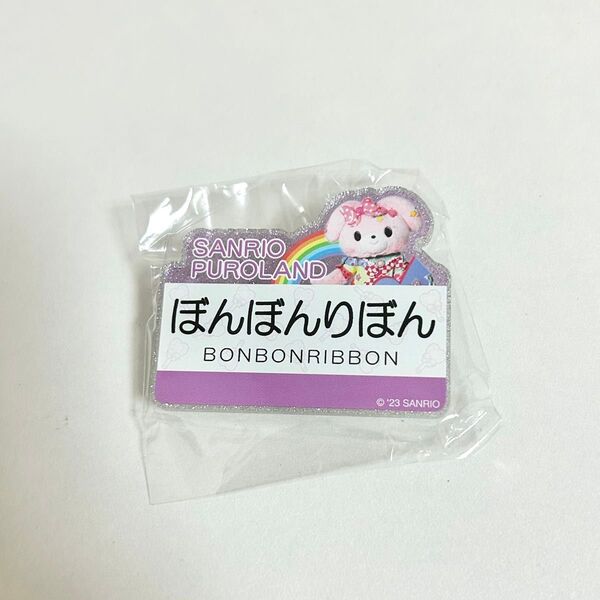 SANRIO
PUROLAND
ぼんぼんりぼん
BONBONRIBBON
© '23 SANRIO